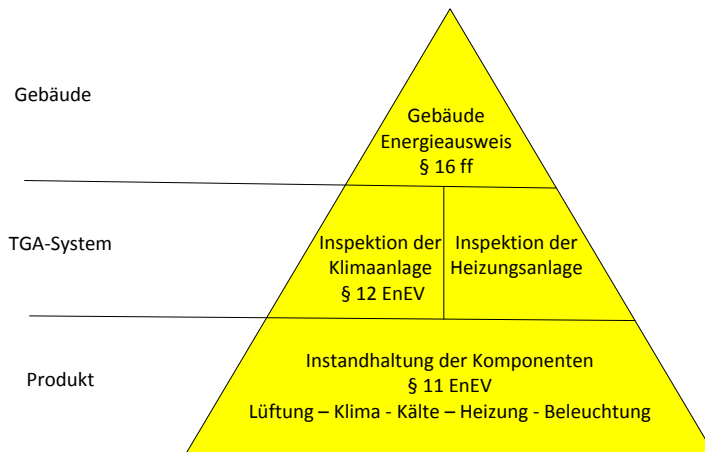 Gebäude
Gebäude
Energieausweis
§ 16 ff
TGA-System
Inspektion der
Klimaanlage
§ 12 EnEV
Inspektion der
Heizungsanlage
Produkt
Instandhaltung der Komponenten
§ 11 EnEV
Lüftung – Klima - Kälte – Heizung - Beleuchtung